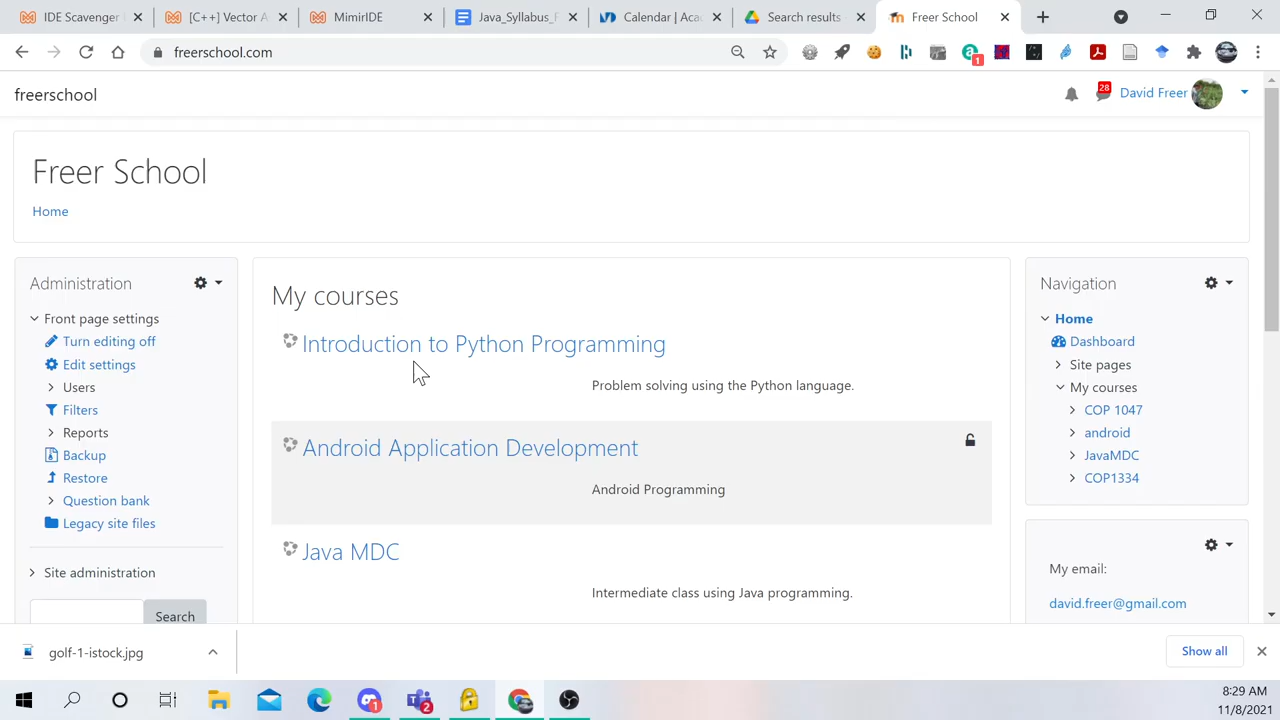 IDE Scavenger
[C++] Vector A
MimirIDE
Java_Syllabus_F
Calendar | Aca
Search results -
Freer School
freerschool.com
1
freerschool
28
David Freer
Freer School
Home
Administration
Front page settings
Turn editing off
Edit settings
Users
Filters
Reports
Backup
Restore
Question bank
Legacy site files
Site administration
Search
My courses
Introduction to Python Programming
Problem solving using the Python language.
Android Application Development
Android Programming
Java MDC
Intermediate class using Java programming.
Navigation
Home
Dashboard
Site pages
My courses
COP 1047
android
JavaMDC
COP1334
My email:
david.freer@gmail.com
golf-1-istock.jpg
Show all
1
2
8:29 AM
11/8/2021